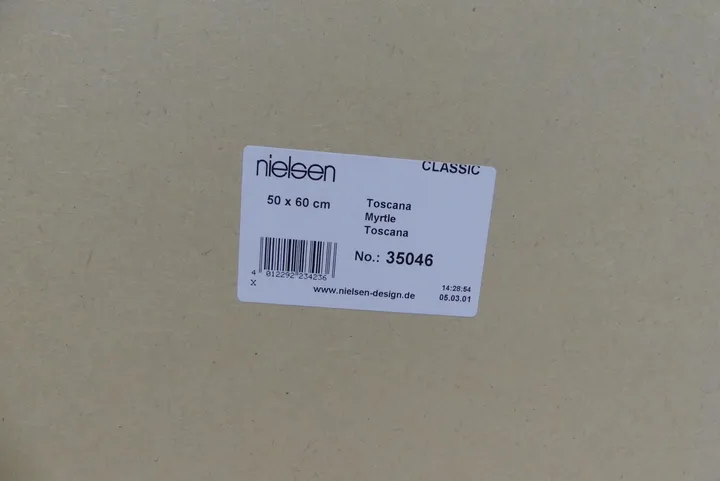 nielsen
CLASSIC
50 x 60 cm
Toscana
Myrtle
Toscana
No.: 35046
4 012292 234236
X
www.nielsen-design.de
14:28:54
05.03.01